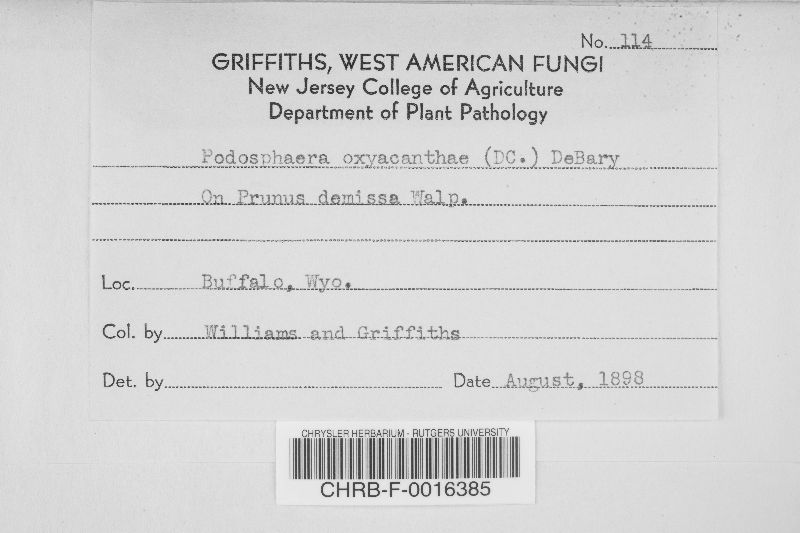 No. 114
GRIFFITHS, WEST AMERICAN FUNGI
New Jersey College of Agriculture
Department of Plant Pathology
Podosphaera oxyacanthae (DC.) DeBary
On Prunus demissa Walp.
Loc. Buffalo, Wyo.
Col. by Williams and Griffiths
Det. by Date August, 1898
CHRYSLER HERBARIUM - RUTGERS UNIVERSITY
CHRB-F-0016385